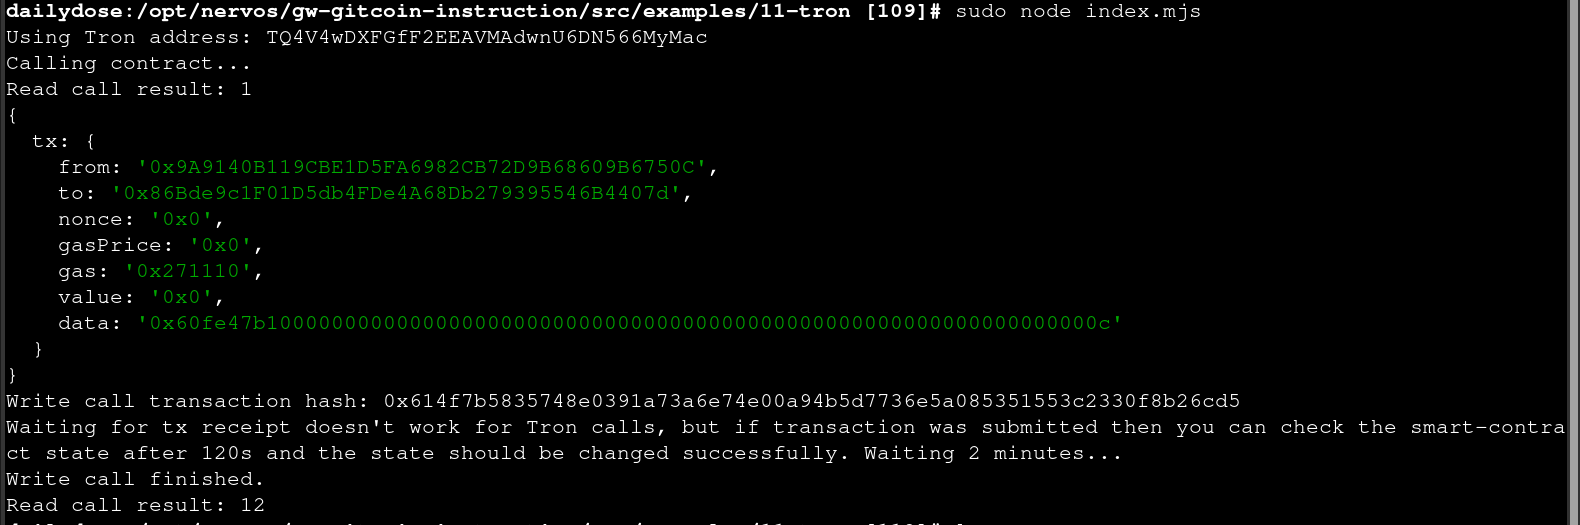 dailydose:/opt/nervos/gw-gitcoin-instruction/src/examples/11-tron [109]# sudo node index.mjs
Using Tron address: TQ4V4wDXFGfF2EEAVMAdwnU6DN566MyMac
Calling contract...
Read call result: 1
{
  tx: {
    from: '0x9A9140B119CBE1D5FA6982CB72D9B68609B6750C',
    to: '0x86Bde9c1F01D5db4FDe4A68Db279395546B4407d',
    nonce: '0x0',
    gasPrice: '0x0',
    gas: '0x271110',
    value: '0x0',
    data: '0x60fe47b1000000000000000000000000000000000000000000000000000000000000000c'
  }
}
Write call transaction hash: 0x614f7b5835748e0391a73a6e74e00a94b5d7736e5a085351553c2330f8b26cd5
Waiting for tx receipt doesn't work for Tron calls, but if transaction was submitted then you can check the smart-contra
ct state after 120s and the state should be changed successfully. Waiting 2 minutes...
Write call finished.
Read call result: 12